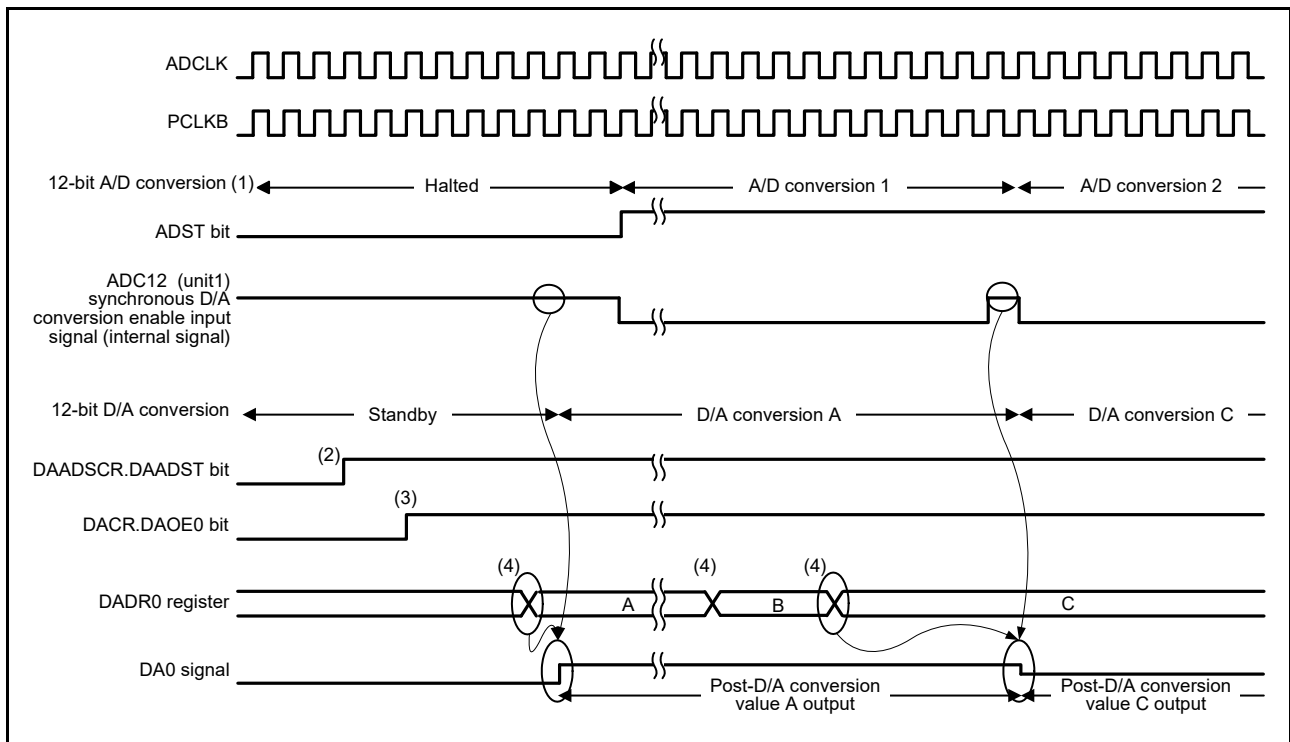 ADCLK
PCLKB
12-bit A/D conversion (1)
Halted
A/D conversion 1
A/D conversion 2
ADST bit
ADC12 (unit1)
synchronous D/A
conversion enable input
signal (internal signal)
12-bit D/A conversion
Standby
D/A conversion A
D/A conversion C
DAADSCR.DAADST bit
(2)
DACR.DAOE0 bit
(3)
(4)
(4)
(4)
DADR0 register
A
B
C
DA0 signal
Post-D/A conversion
value A output
Post-D/A conversion
value C output